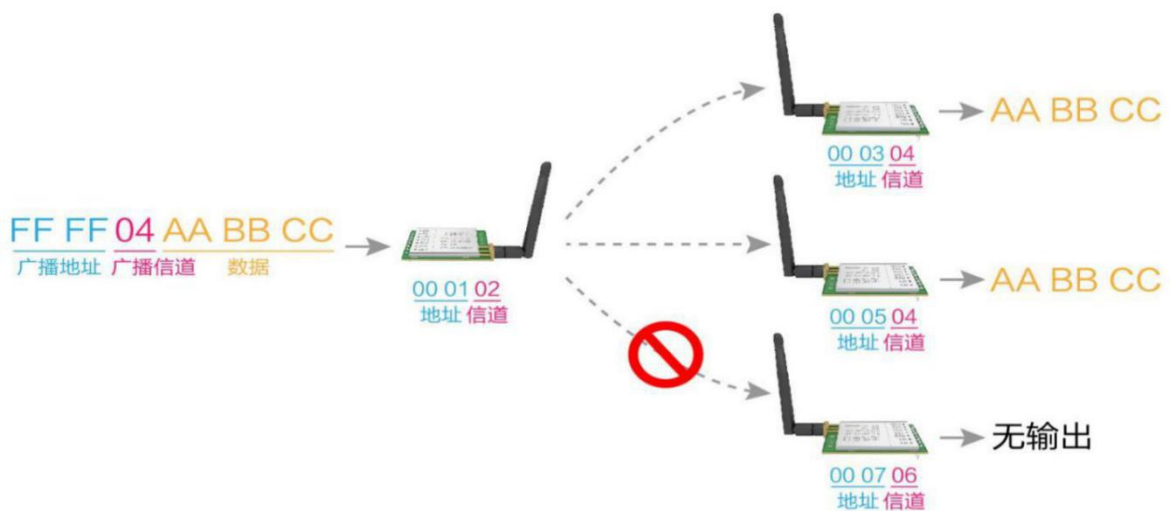 FF FF 04 AA BB CC
广播地址 广播信道 数据
00 01 02
地址 信道
AA BB CC
00 03 04
地址 信道
AA BB CC
00 05 04
地址 信道
无输出
00 07 06
地址 信道